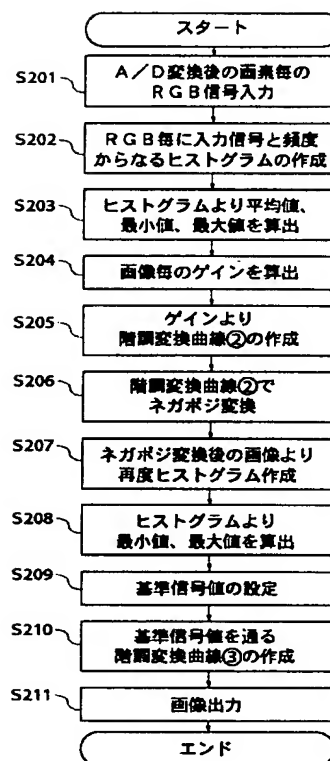 スタート
S201
A/D変換後の画素毎の
RGB信号入力
S202
RGB毎に入力信号と頻度
からなるヒストグラムの作成
S203
ヒストグラムより平均値、
最小値、最大値を算出
S204
画像毎のゲインを算出
S205
ゲインより
階調変換曲線②の作成
S206
階調変換曲線②で
ネガポジ変換
S207
ネガポジ変換後の画像より
再度ヒストグラム作成
S208
ヒストグラムより
最小値、最大値を算出
S209
基準信号値の設定
S210
基準信号値を通る
階調変換曲線③の作成
S211
画像出力
エンド